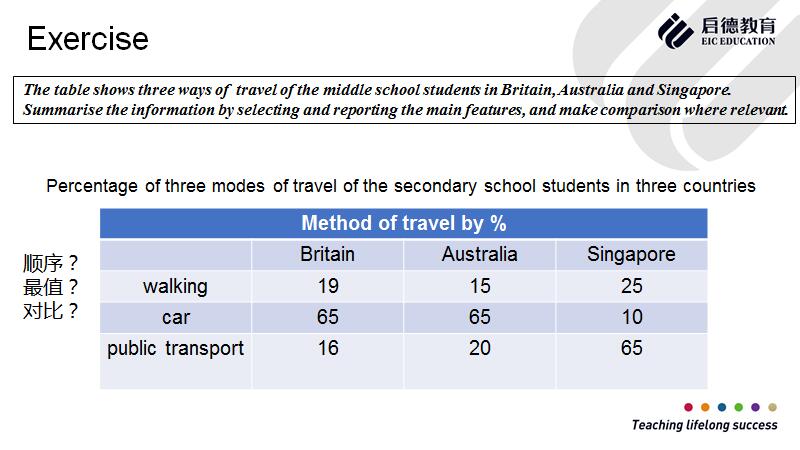 Exercise
启德教育
EIC EDUCATION
The table shows three ways of travel of the middle school students in Britain, Australia and Singapore.
Summarise the information by selecting and reporting the main features, and make comparison where relevant.
Percentage of three modes of travel of the secondary school students in three countries
顺序？
最值？
对比？
Method of travel by %
Britain Australia Singapore
walking 19 15 25
car 65 65 10
public transport 16 20 65
Teaching lifelong success